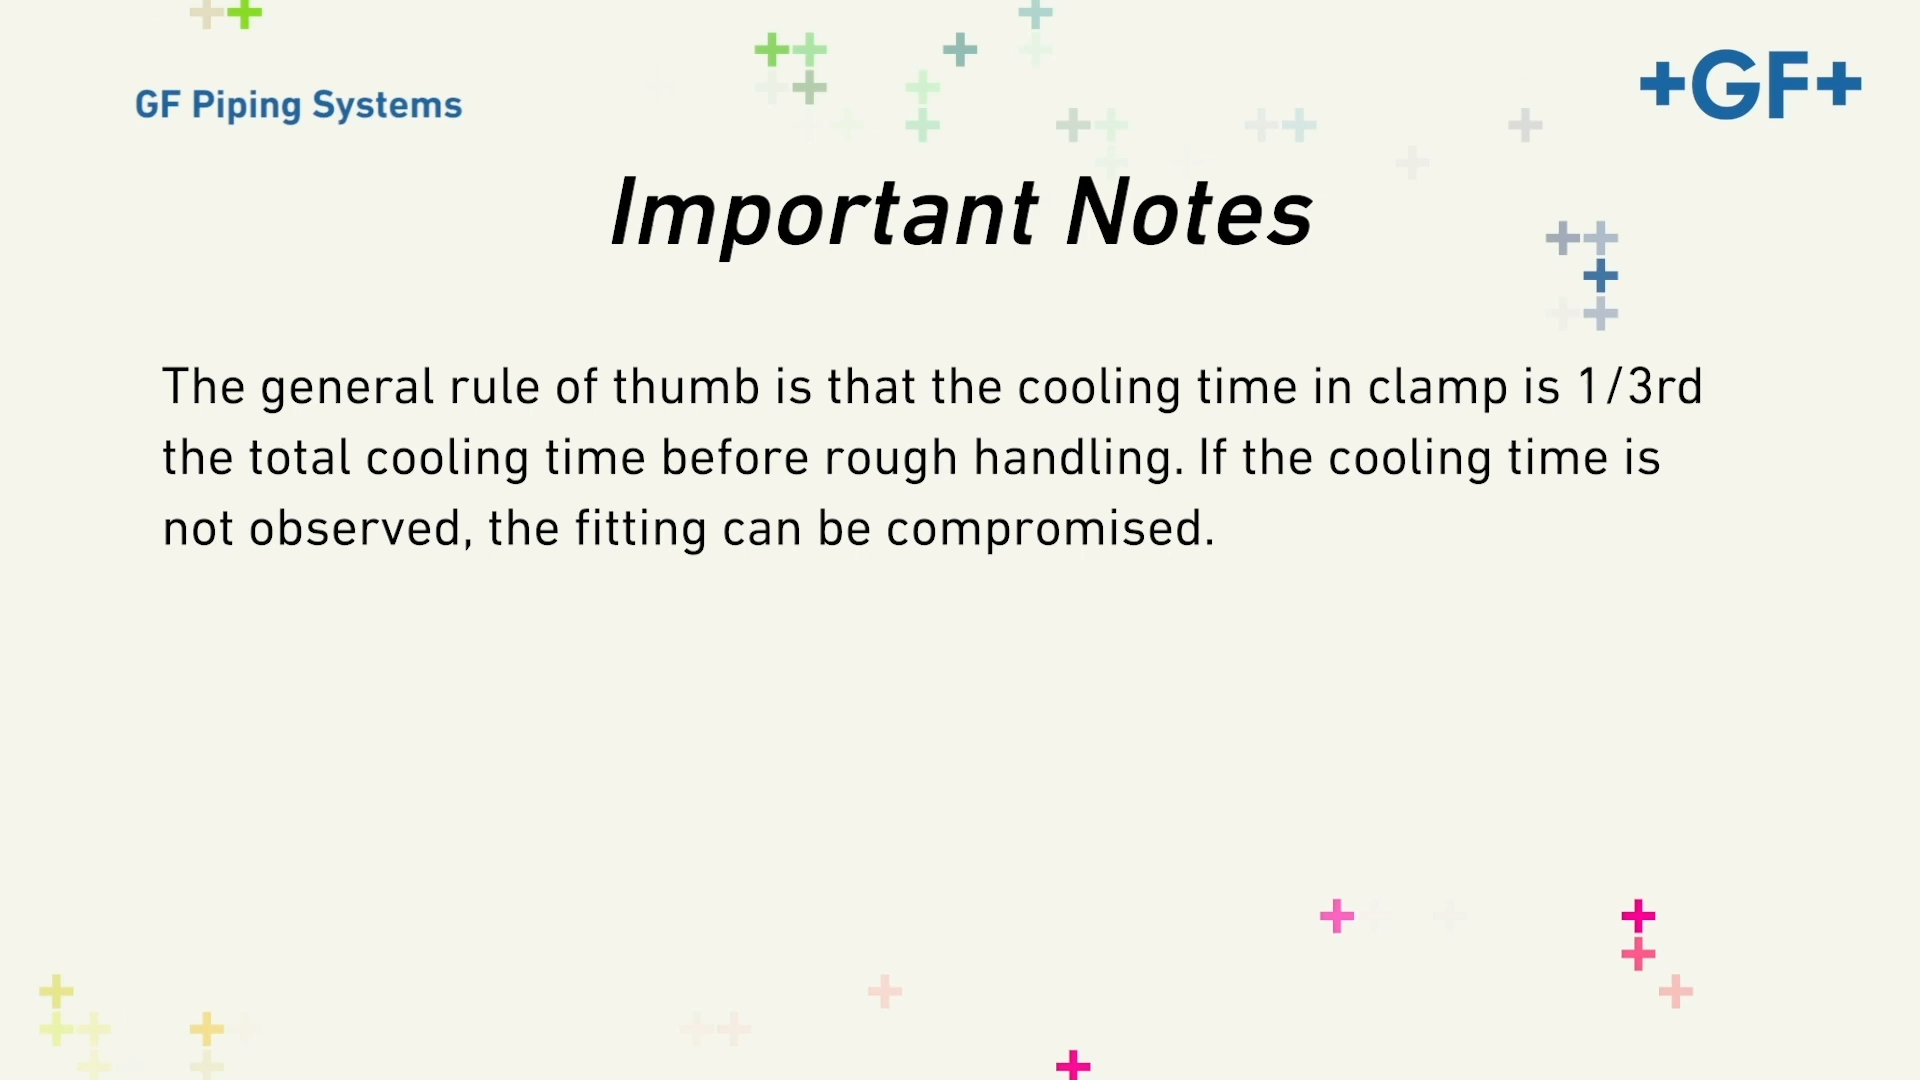 GF Piping Systems
+GF+
Important Notes
The general rule of thumb is that the cooling time in clamp is 1/3rd
the total cooling time before rough handling. If the cooling time is
not observed, the fitting can be compromised.